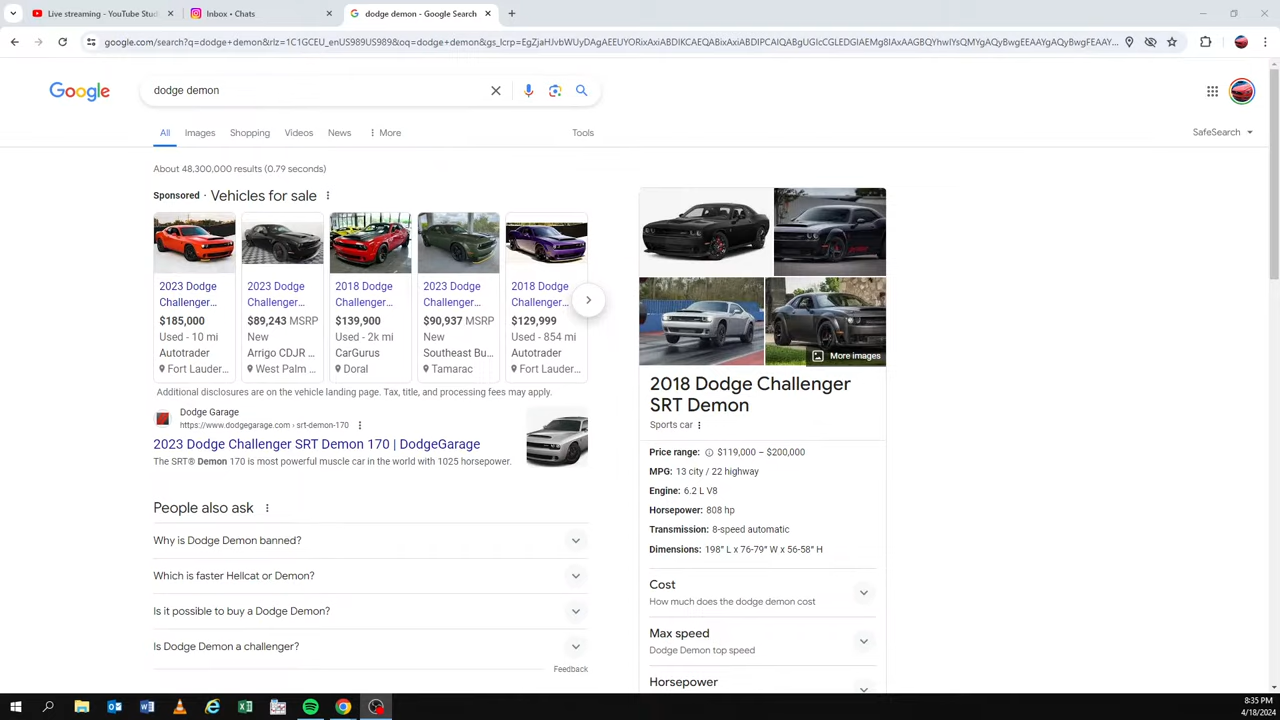 Live streaming - YouTube Stud
Inbox • Chats
dodge demon - Google Search
google.com/search?q=dodge+demon&rlz=1C1GCEU_enUS989US989&oq=dodge+demon&gs_lcrp=
Google
dodge demon
All
Images
Shopping
Videos
News
More
Tools
SafeSearch
About 48,300,000 results (0.79 seconds)
Sponsored · Vehicles for sale
2023 Dodge
Challenger...
$185,000
Used - 10 mi
Autotrader
Fort Lauder...
2023 Dodge
Challenger...
$89,243 MSRP
New
Arrigo CDJR ...
West Palm ...
2018 Dodge
Challenger...
$139,900
Used - 2k mi
CarGurus
Doral
2023 Dodge
Challenger...
$90,937 MSRP
New
Southeast Bu...
Tamarac
2018 Dodge
Challenger...
$129,999
Used - 854 mi
Autotrader
Fort Lauder...
Additional disclosures are on the vehicle landing page. Tax, title, and processing fees may apply.
Dodge Garage
https://www.dodgegarage.com › srt-demon-170
2023 Dodge Challenger SRT Demon 170 | DodgeGarage
The SRT® Demon 170 is most powerful muscle car in the world with 1025 horsepower.
People also ask
Why is Dodge Demon banned?
Which is faster Hellcat or Demon?
Is it possible to buy a Dodge Demon?
Is Dodge Demon a challenger?
Feedback
More images
2018 Dodge Challenger
SRT Demon
Sports car
Price range: $119,000 – $200,000
MPG: 13 city / 22 highway
Engine: 6.2 L V8
Horsepower: 808 hp
Transmission: 8-speed automatic
Dimensions: 198″ L x 76-79″ W x 56-58″ H
Cost
How much does the dodge demon cost
Max speed
Dodge Demon top speed
Horsepower
8:35 PM
4/18/2024